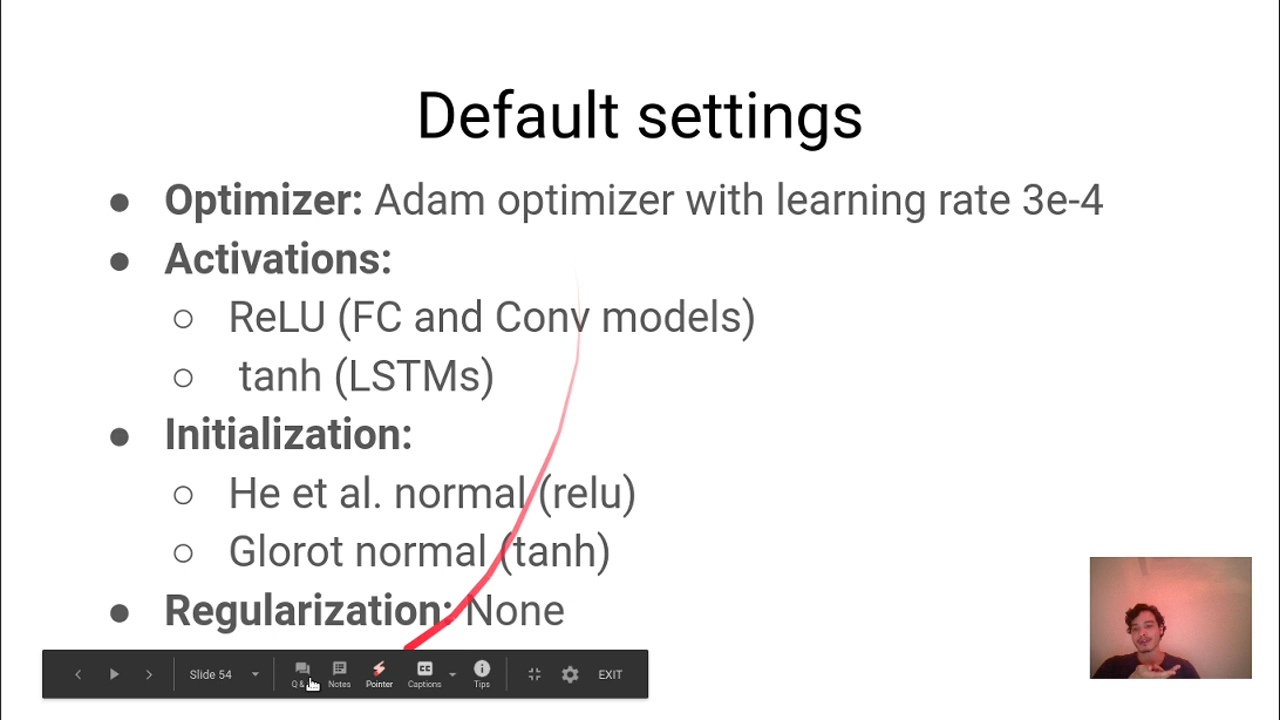 Default settings
● Optimizer: Adam optimizer with learning rate 3e-4
● Activations:
○ ReLU (FC and Conv models)
○ tanh (LSTMs)
● Initialization:
○ He et al. normal (relu)
○ Glorot normal (tanh)
● Regularization: None
Slide 54
Q &
Notes
Pointer
CC
Captions
Tips
EXIT